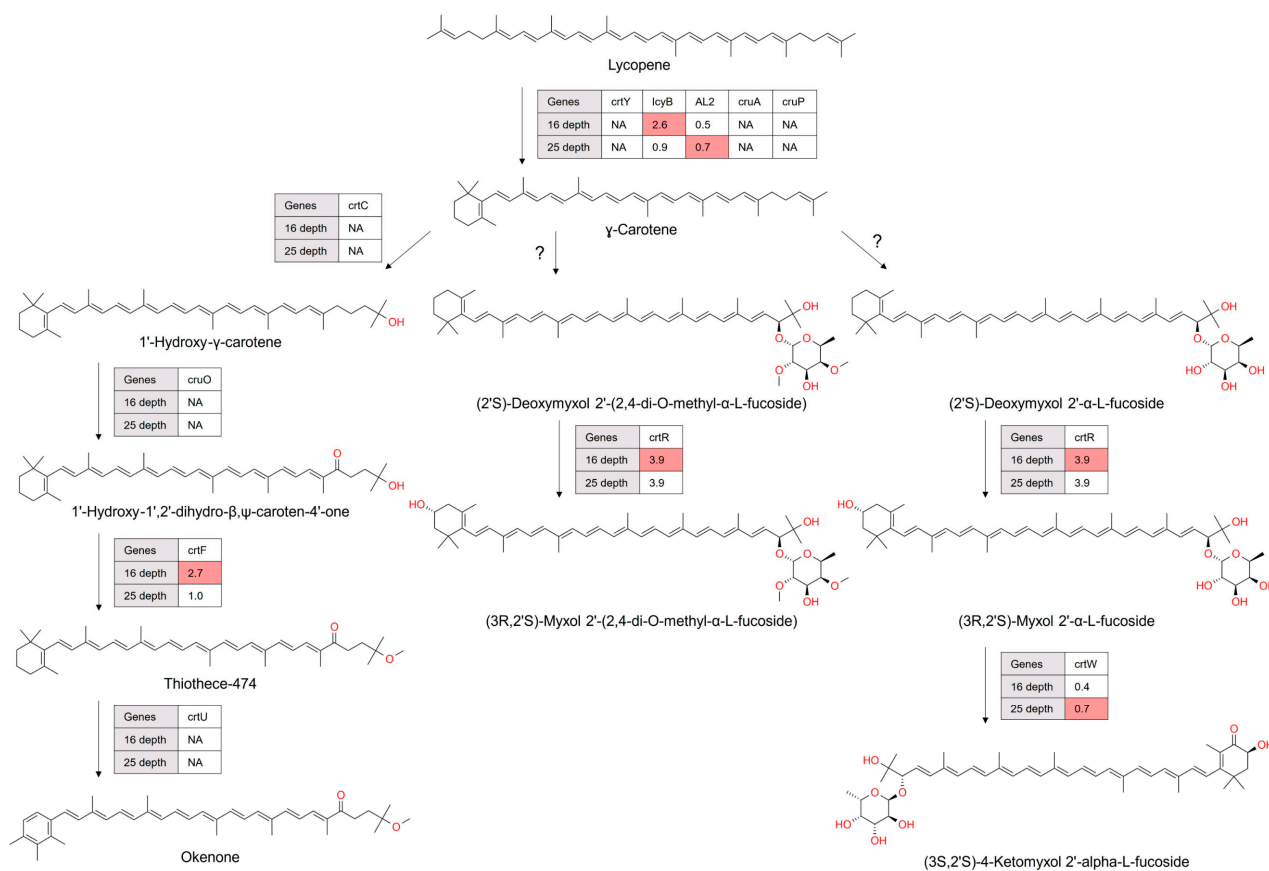 Lycopene
Genes crtY lcyB AL2 cruA cruP
16 depth NA 2.6 0.5 NA NA
25 depth NA 0.9 0.7 NA NA
γ-Carotene
Genes crtC
16 depth NA
25 depth NA
?
?
OH
1'-Hydroxy-γ-carotene
OH
O
O
O
O
OH
(2'S)-Deoxymyxol 2'-(2,4-di-O-methyl-α-L-fucoside)
OH
O
O
HO
OH
OH
(2'S)-Deoxymyxol 2'-α-L-fucoside
Genes cruO
16 depth NA
25 depth NA
Genes crtR
16 depth 3.9
25 depth 3.9
Genes crtR
16 depth 3.9
25 depth 3.9
O
OH
1'-Hydroxy-1',2'-dihydro-β,ψ-caroten-4'-one
HO
OH
O
O
O
O
OH
(3R,2'S)-Myxol 2'-(2,4-di-O-methyl-α-L-fucoside)
HO
OH
O
O
HO
OH
OH
(3R,2'S)-Myxol 2'-α-L-fucoside
Genes crtF
16 depth 2.7
25 depth 1.0
O
O
Thiothece-474
Genes crtW
16 depth 0.4
25 depth 0.7
Genes crtU
16 depth NA
25 depth NA
O
O
Okenone
O
OH
HO
O
O
OH
HO
OH
(3S,2'S)-4-Ketomyxol 2'-alpha-L-fucoside